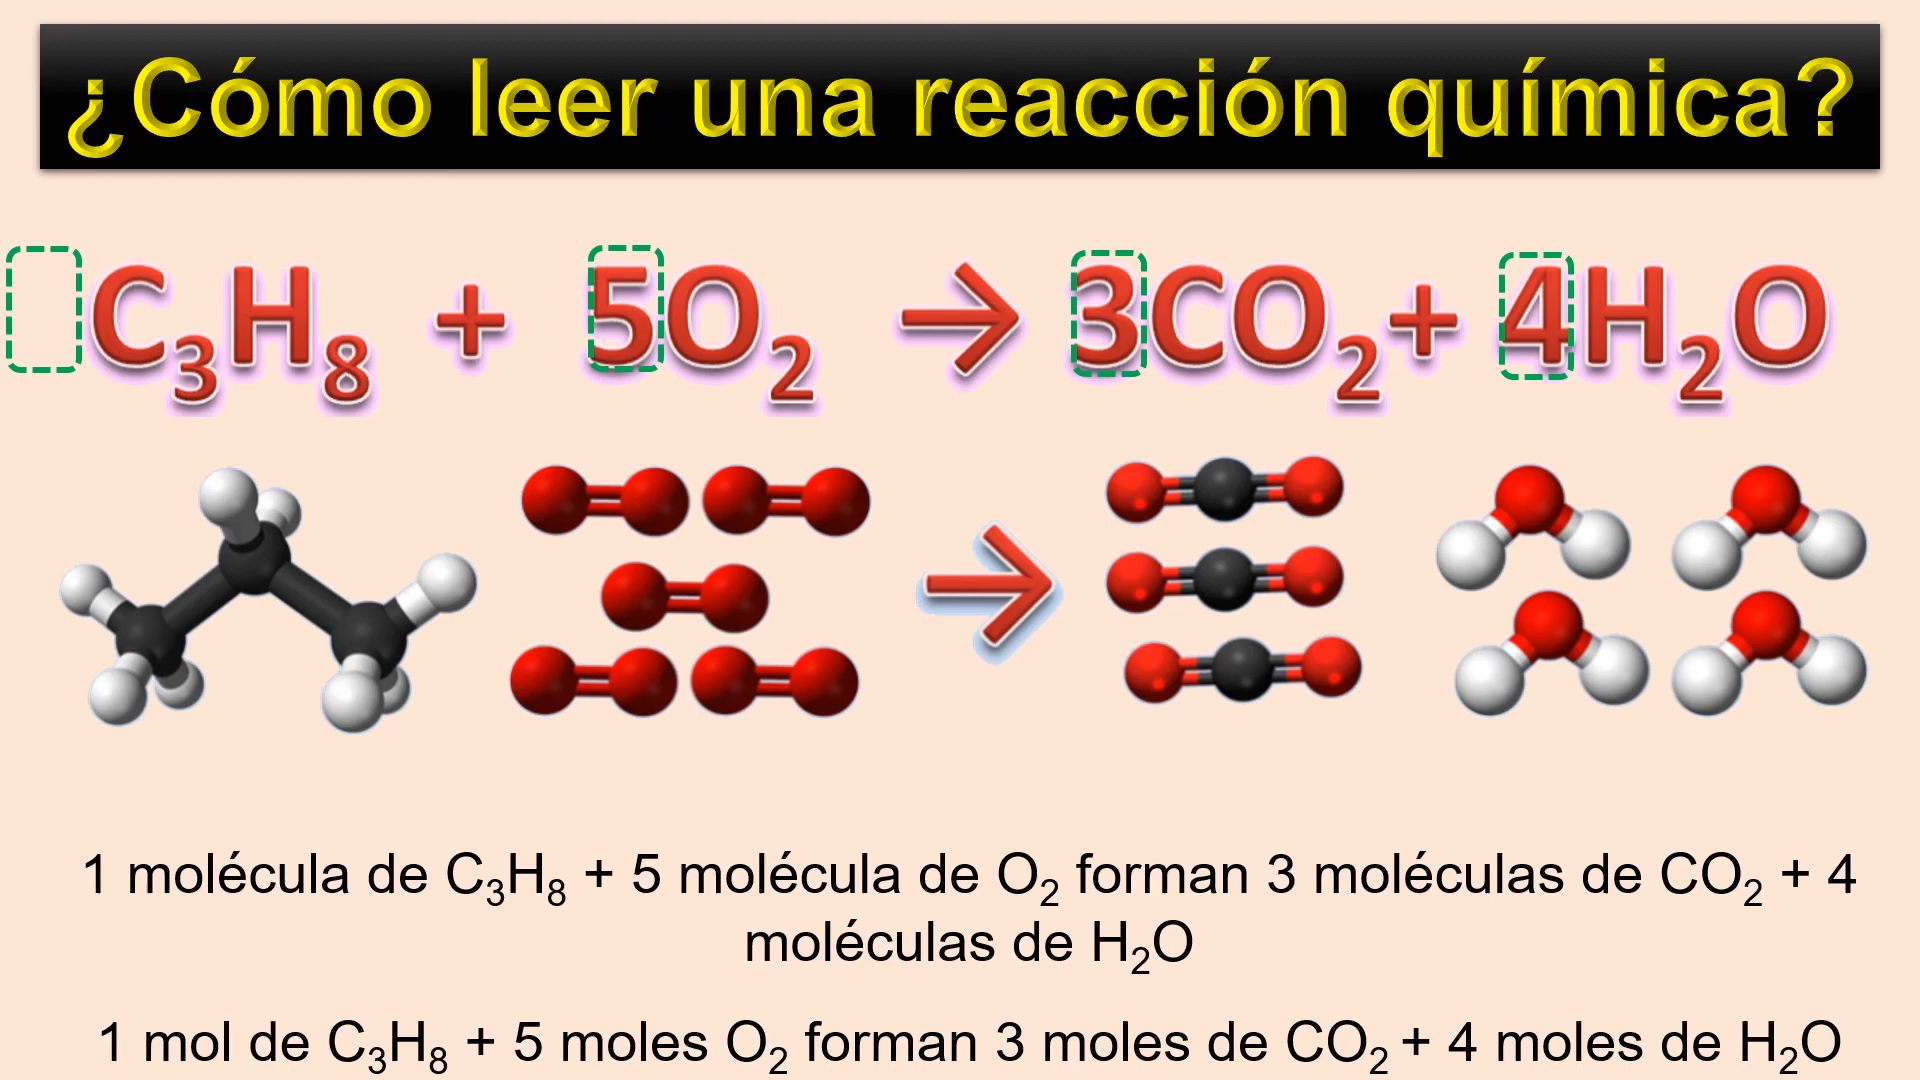 ¿Cómo leer una reacción química?
C₃H₈ + 5O₂ → 3CO₂ + 4H₂O
1 molécula de C₃H₈ + 5 molécula de O₂ forman 3 moléculas de CO₂ + 4
moléculas de H₂O
1 mol de C₃H₈ + 5 moles O₂ forman 3 moles de CO₂ + 4 moles de H₂O